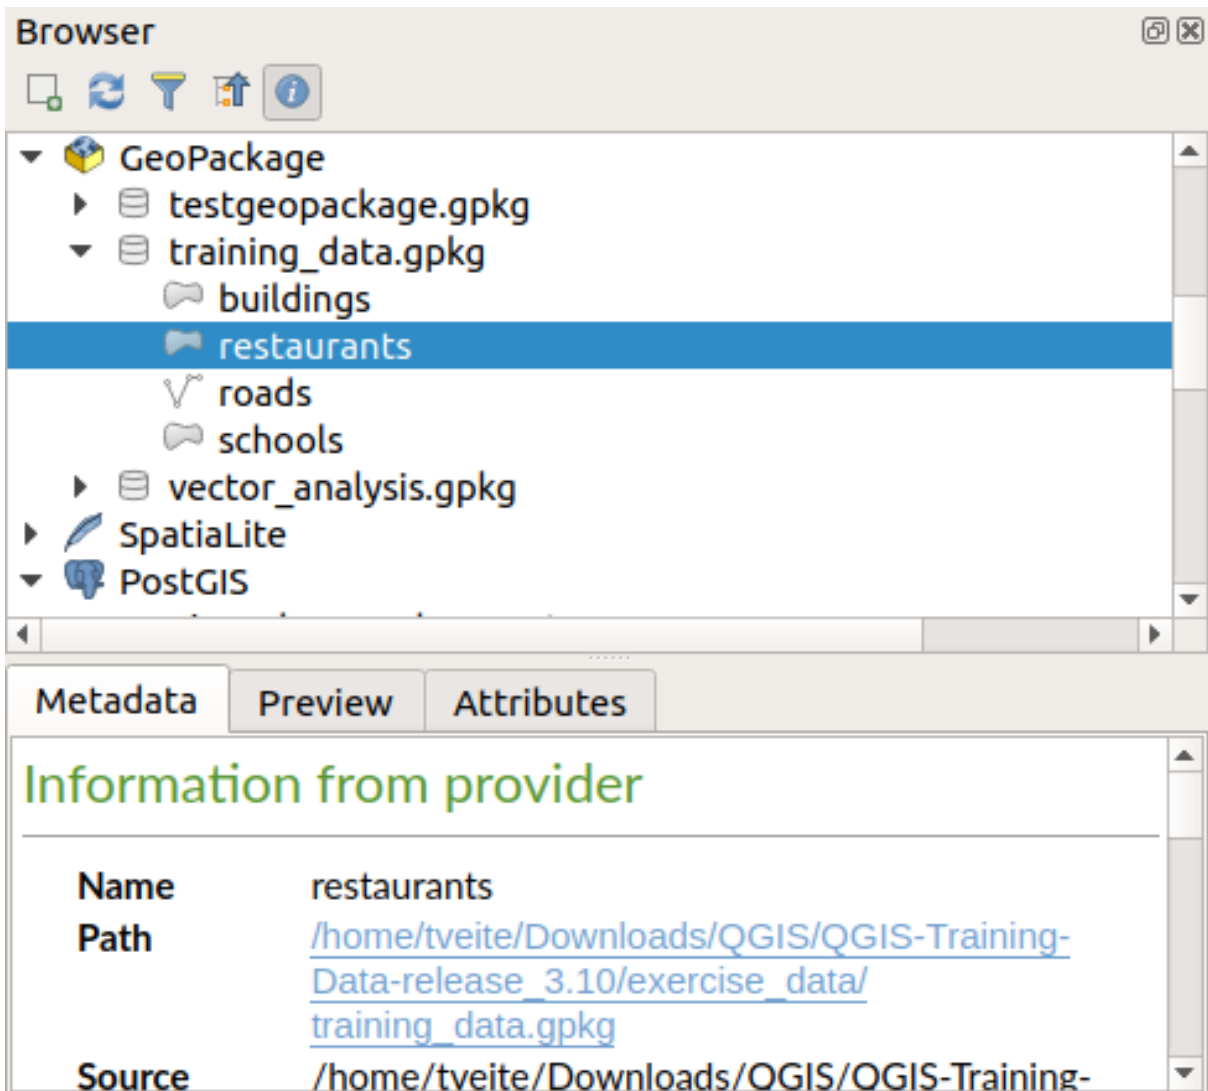 Browser
GeoPackage
testgeopackage.gpkg
training_data.gpkg
buildings
restaurants
roads
schools
vector_analysis.gpkg
SpatiaLite
PostGIS
Metadata Preview Attributes
Information from provider
Name restaurants
Path /home/tveite/Downloads/QGIS/QGIS-Training-
Data-release_3.10/exercise_data/
training_data.gpkg
Source /home/tveite/Downloads/QGIS/QGIS-Training-